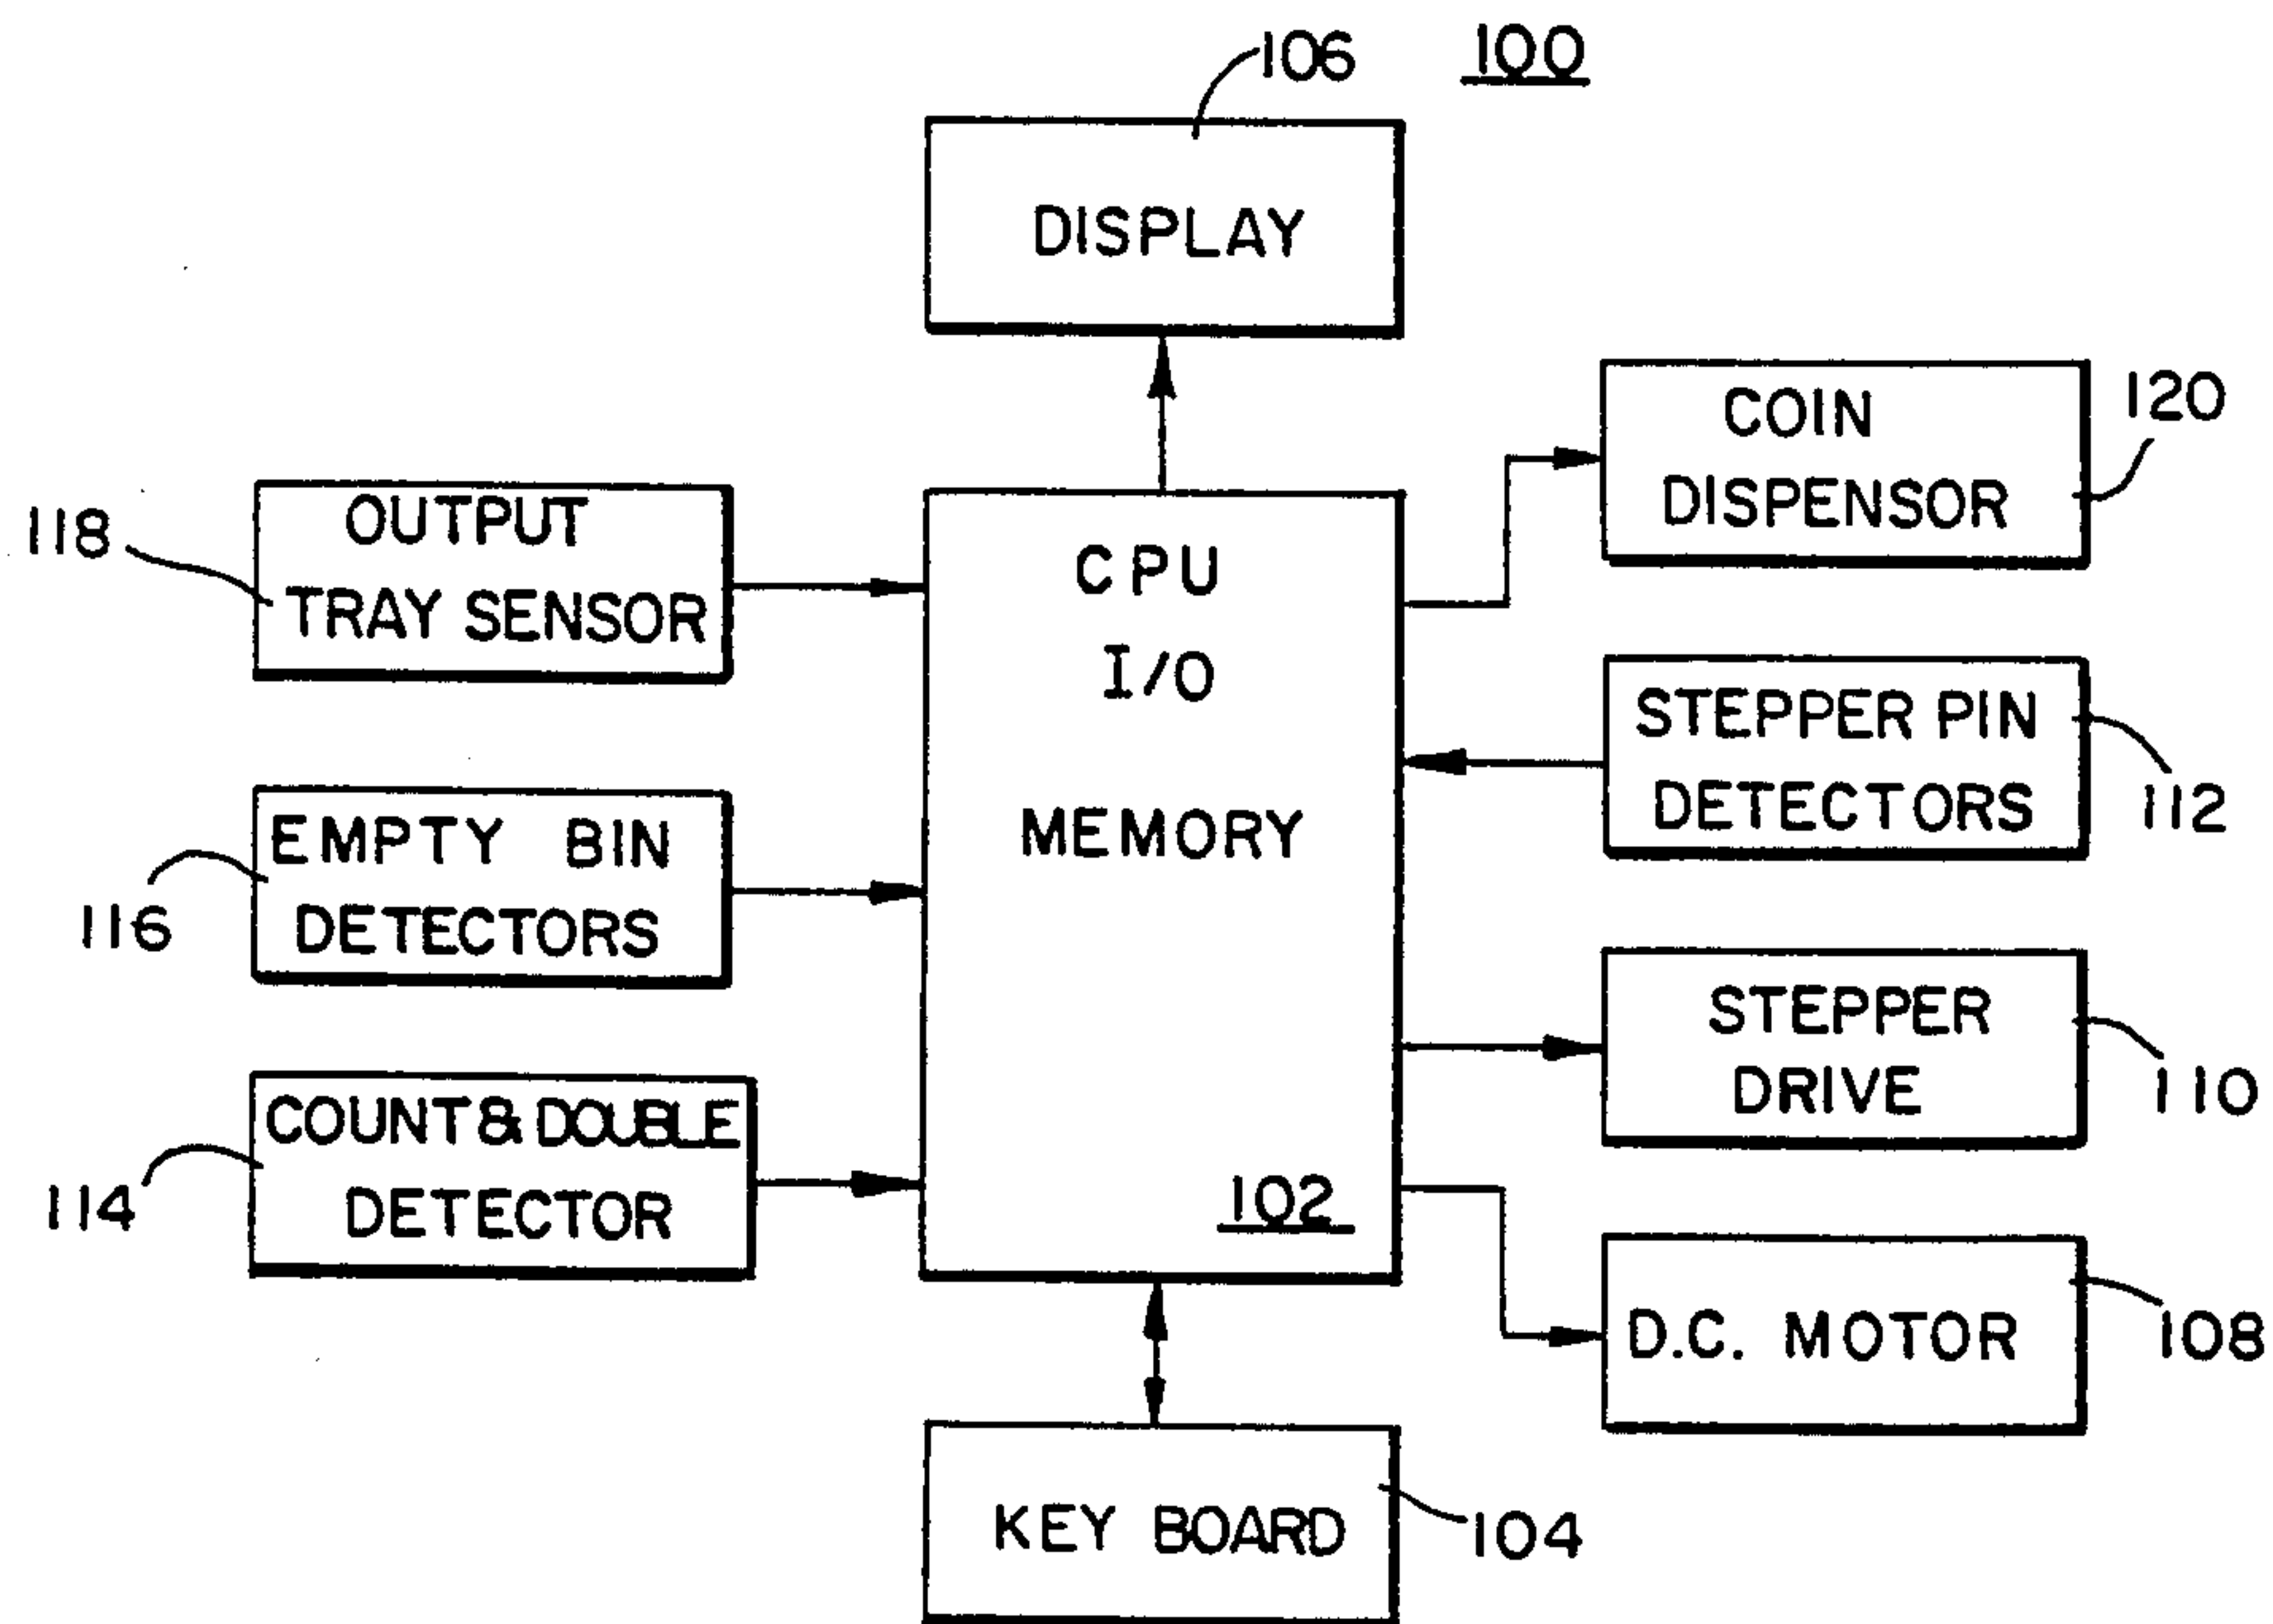 106
100
DISPLAY
COIN
DISPENSOR
120
118
OUTPUT
TRAY SENSOR
CPU
I/O
MEMORY
102
STEPPER PIN
DETECTORS
112
116
EMPTY BIN
DETECTORS
STEPPER
DRIVE
110
114
COUNT & DOUBLE
DETECTOR
D.C. MOTOR
108
KEY BOARD
104